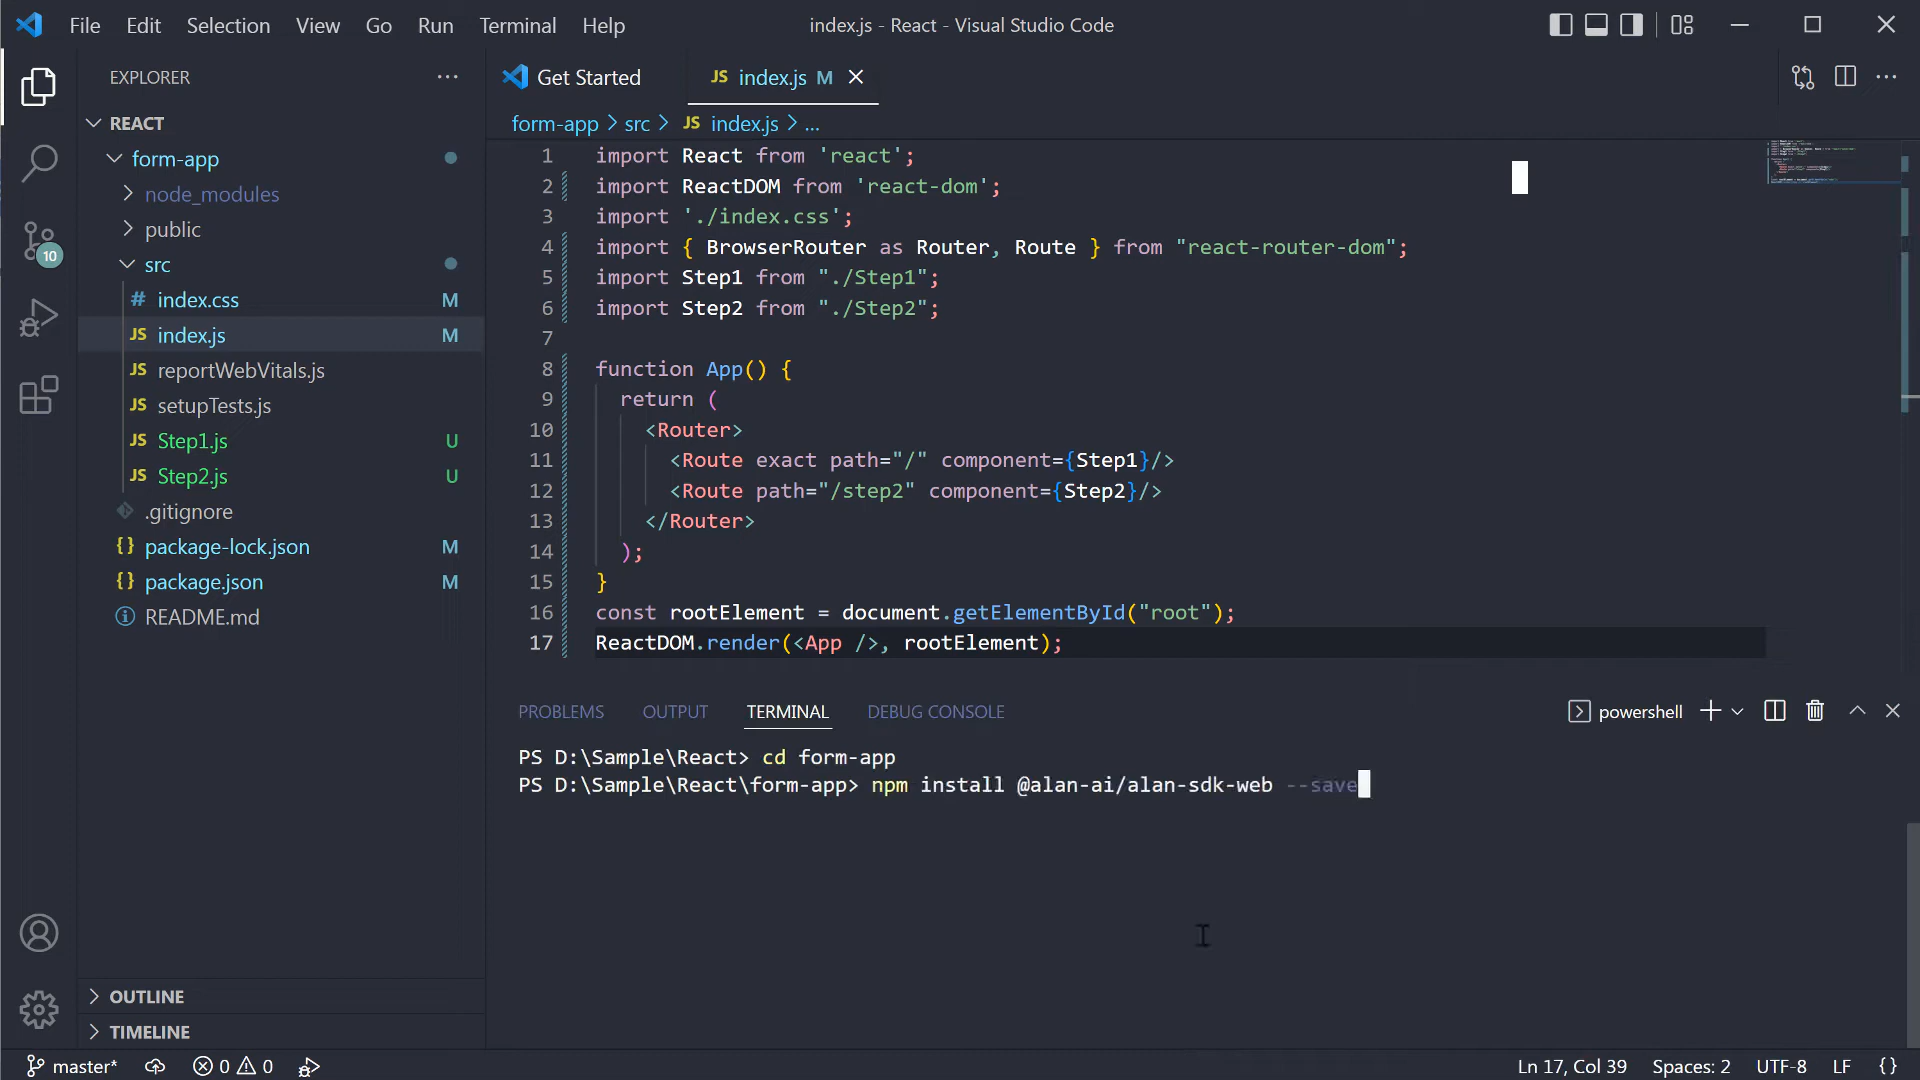 File Edit Selection View Go Run Terminal Help
index.js - React - Visual Studio Code
EXPLORER
REACT
form-app
node_modules
public
src
# index.css M
JS index.js M
JS reportWebVitals.js
JS setupTests.js
JS Step1.js U
JS Step2.js U
.gitignore
{} package-lock.json M
{} package.json M
README.md
OUTLINE
TIMELINE
10
Get Started
JS index.js M
form-app > src > JS index.js > ...
1 import React from 'react';
2 import ReactDOM from 'react-dom';
3 import './index.css';
4 import { BrowserRouter as Router, Route } from "react-router-dom";
5 import Step1 from "./Step1";
6 import Step2 from "./Step2";
7
8 function App() {
9 return (
10 <Router>
11 <Route exact path="/" component={Step1}/>
12 <Route path="/step2" component={Step2}/>
13 </Router>
14 );
15 }
16 const rootElement = document.getElementById("root");
17 ReactDOM.render(<App />, rootElement);
PROBLEMS OUTPUT TERMINAL DEBUG CONSOLE
powershell
PS D:\Sample\React> cd form-app
PS D:\Sample\React\form-app> npm install @alan-ai/alan-sdk-web --save
master* 0 0
Ln 17, Col 39 Spaces: 2 UTF-8 LF {}